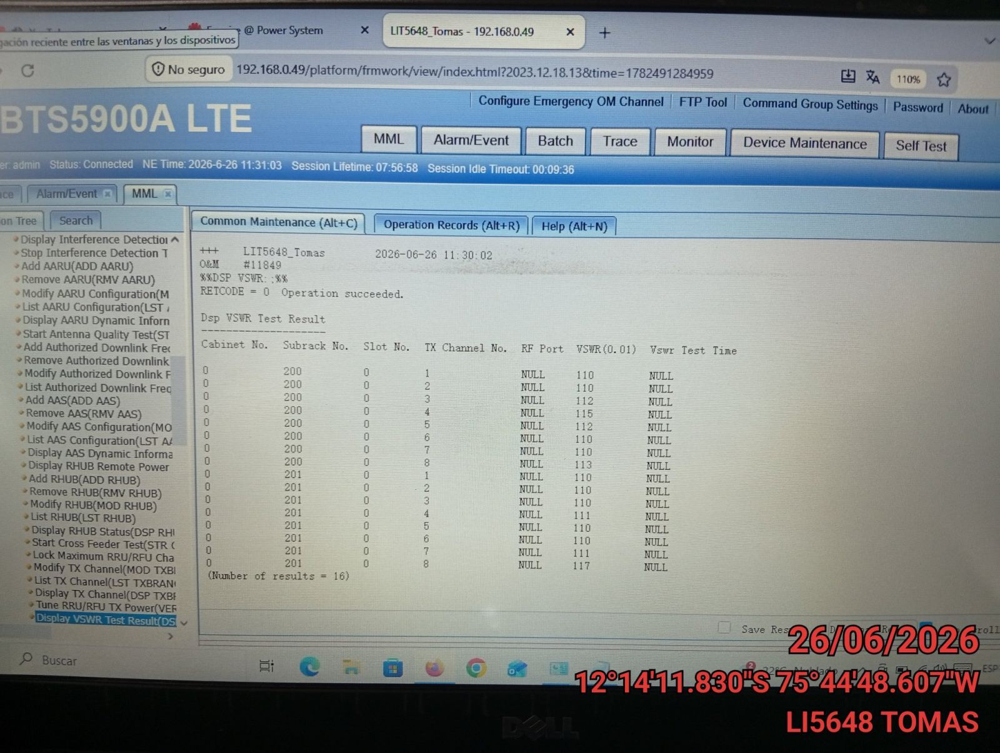 @ Power System
LIT5648_Tomas - 192.168.0.49
gación reciente entre las ventanas y los dispositivos
No seguro
192.168.0.49/platform/frmwork/view/index.html?2023.12.18.13&time=1782491284959
110%
Configure Emergency OM Channel | FTP Tool | Command Group Settings | Password | About
BTS5900A LTE
MML Alarm/Event Batch Trace Monitor Device Maintenance Self Test
er: admin Status: Connected NE Time: 2026-6-26 11:31:03 Session Lifetime: 07:56:58 Session Idle Timeout: 00:09:36
ace Alarm/Event MML
on Tree Search
Common Maintenance (Alt+C) Operation Records (Alt+R) Help (Alt+N)
Display Interference Detection
Stop Interference Detection T
Add AARU(ADD AARU)
Remove AARU(RMV AARU)
Modify AARU Configuration(M
List AARU Configuration(LST A
Display AARU Dynamic Inforn
Start Antenna Quality Test(ST
Add Authorized Downlink Fre
Remove Authorized Downlink
Modify Authorized Downlink F
List Authorized Downlink Freq
Add AAS(ADD AAS)
Remove AAS(RMV AAS)
Modify AAS Configuration(MO
List AAS Configuration(LST AA
Display AAS Dynamic Informa
Display RHUB Remote Power
Add RHUB(ADD RHUB)
Remove RHUB(RMV RHUB)
Modify RHUB(MOD RHUB)
List RHUB(LST RHUB)
Display RHUB Status(DSP RHU
Start Cross Feeder Test(STR C
Lock Maximum RRU/RFU Cha
Modify TX Channel(MOD TXBI
List TX Channel(LST TXBRAN
Display TX Channel(DSP TXBF
Tune RRU/RFU TX Power(VER
Display VSWR Test Result(DS
+++ LIT5648_Tomas 2026-06-26 11:30:02
O&M #11849
%%DSP VSWR:;%%
RETCODE = 0 Operation succeeded.
Dsp VSWR Test Result
--------------------
Cabinet No. Subrack No. Slot No. TX Channel No. RF Port VSWR(0.01) Vswr Test Time
0 200 0 1 NULL 110 NULL
0 200 0 2 NULL 110 NULL
0 200 0 3 NULL 112 NULL
0 200 0 4 NULL 115 NULL
0 200 0 5 NULL 112 NULL
0 200 0 6 NULL 110 NULL
0 200 0 7 NULL 110 NULL
0 200 0 8 NULL 113 NULL
0 201 0 1 NULL 110 NULL
0 201 0 2 NULL 110 NULL
0 201 0 3 NULL 110 NULL
0 201 0 4 NULL 111 NULL
0 201 0 5 NULL 110 NULL
0 201 0 6 NULL 110 NULL
0 201 0 7 NULL 111 NULL
0 201 0 8 NULL 117 NULL
(Number of results = 16)
Save Res
Buscar
ESP
26/06/2026
12°14'11.830"S 75°44'48.607"W
LI5648 TOMAS
DELL